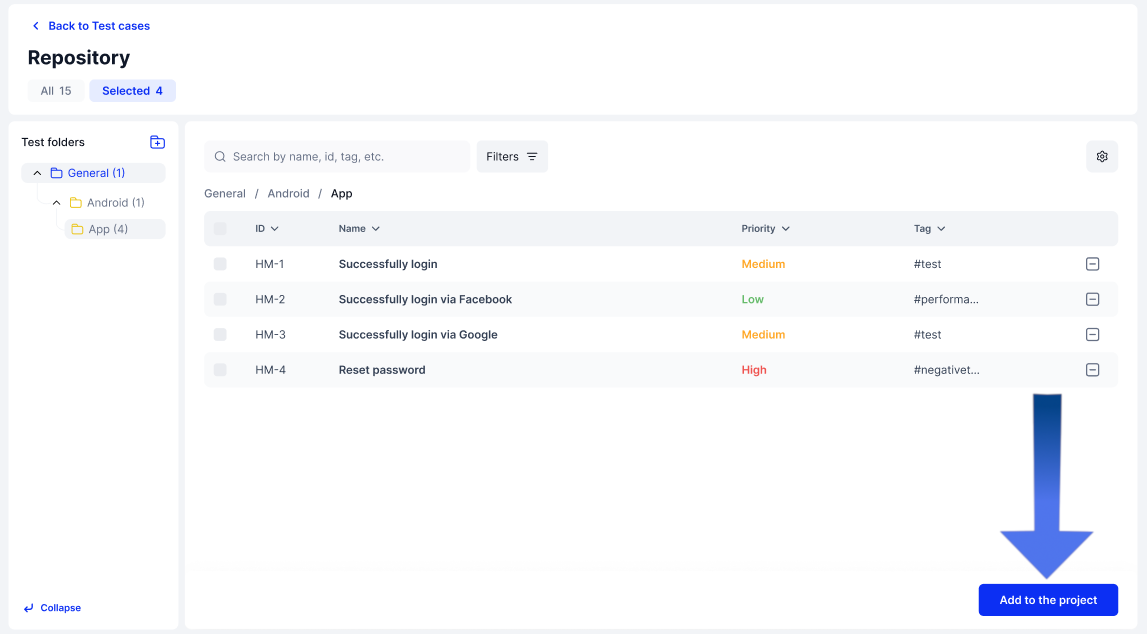 Back to Test cases
Repository
All 15
Selected 4
Test folders
General (1)
Android (1)
App (4)
Collapse
Search by name, id, tag, etc.
Filters
General / Android / App
ID Name Priority Tag
HM-1 Successfully login Medium #test
HM-2 Successfully login via Facebook Low #performa...
HM-3 Successfully login via Google Medium #test
HM-4 Reset password High #negativet...
Add to the project